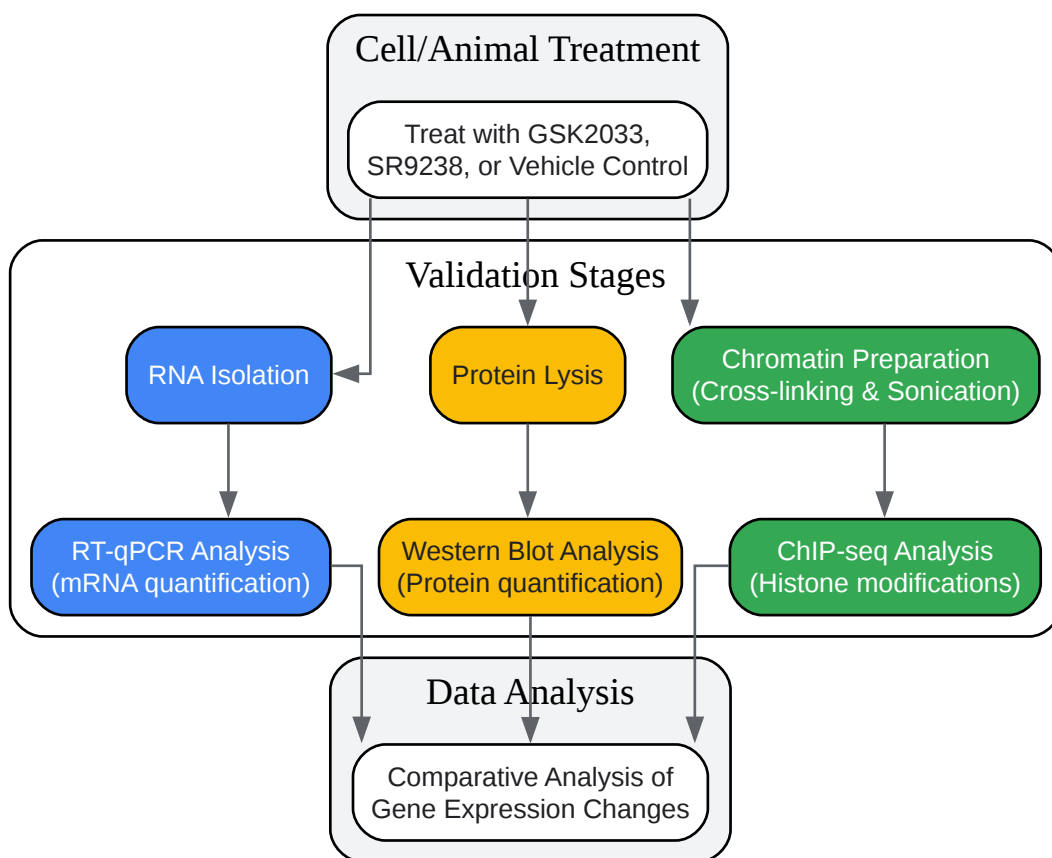 Cell/Animal Treatment
Treat with GSK2033,
SR9238, or Vehicle Control
Validation Stages
RNA Isolation
Protein Lysis
Chromatin Preparation
(Cross-linking & Sonication)
RT-qPCR Analysis
(mRNA quantification)
Western Blot Analysis
(Protein quantification)
ChIP-seq Analysis
(Histone modifications)
Data Analysis
Comparative Analysis of
Gene Expression Changes